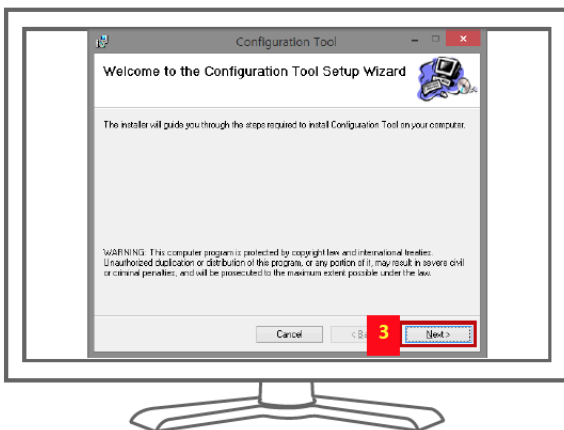 Configuration Tool
Welcome to the Configuration Tool Setup Wizard
The installer will guide you through the steps required to install Configuration Tool on your computer.
WARNING: This computer program is protected by copyright law and international treaties.
Unauthorized duplication or distribution of this program, or any portion of it, may result in severe civil
or criminal penalties, and will be prosecuted to the maximum extent possible under the law.
Cancel < Ba 3 Next >